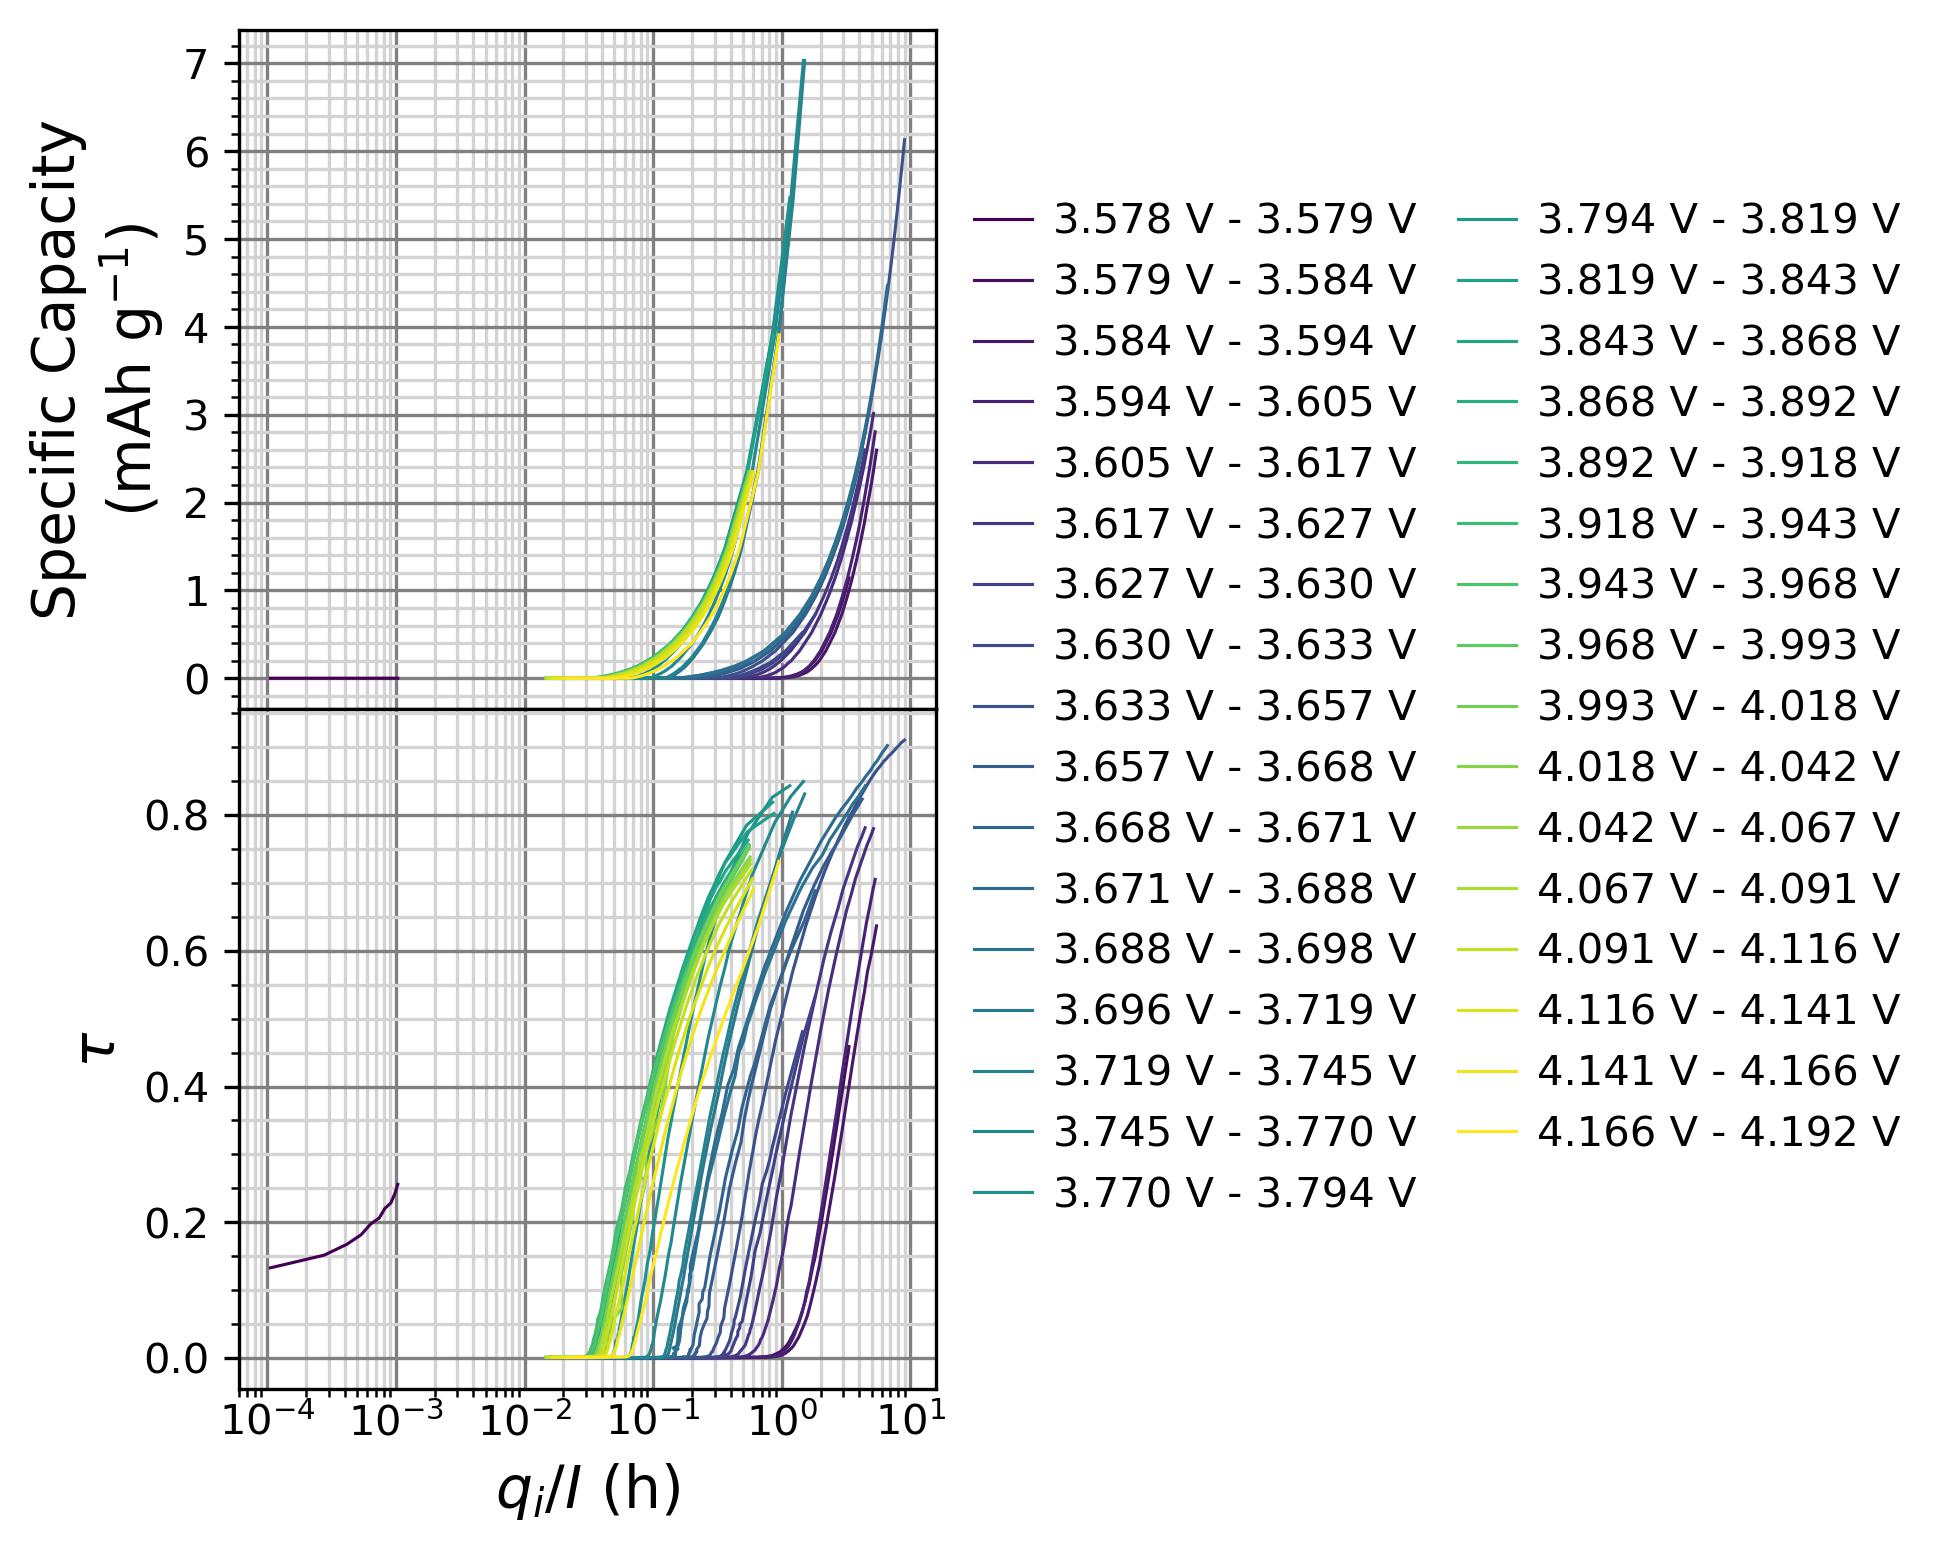 Specific Capacity
(mAh g⁻¹)
7
6
5
4
3
2
1
0
τ
0.8
0.6
0.4
0.2
0.0
10⁻⁴ 10⁻³ 10⁻² 10⁻¹ 10⁰ 10¹
qᵢ/I (h)
3.578 V - 3.579 V
3.579 V - 3.584 V
3.584 V - 3.594 V
3.594 V - 3.605 V
3.605 V - 3.617 V
3.617 V - 3.627 V
3.627 V - 3.630 V
3.630 V - 3.633 V
3.633 V - 3.657 V
3.657 V - 3.668 V
3.668 V - 3.671 V
3.671 V - 3.688 V
3.688 V - 3.698 V
3.696 V - 3.719 V
3.719 V - 3.745 V
3.745 V - 3.770 V
3.770 V - 3.794 V
3.794 V - 3.819 V
3.819 V - 3.843 V
3.843 V - 3.868 V
3.868 V - 3.892 V
3.892 V - 3.918 V
3.918 V - 3.943 V
3.943 V - 3.968 V
3.968 V - 3.993 V
3.993 V - 4.018 V
4.018 V - 4.042 V
4.042 V - 4.067 V
4.067 V - 4.091 V
4.091 V - 4.116 V
4.116 V - 4.141 V
4.141 V - 4.166 V
4.166 V - 4.192 V